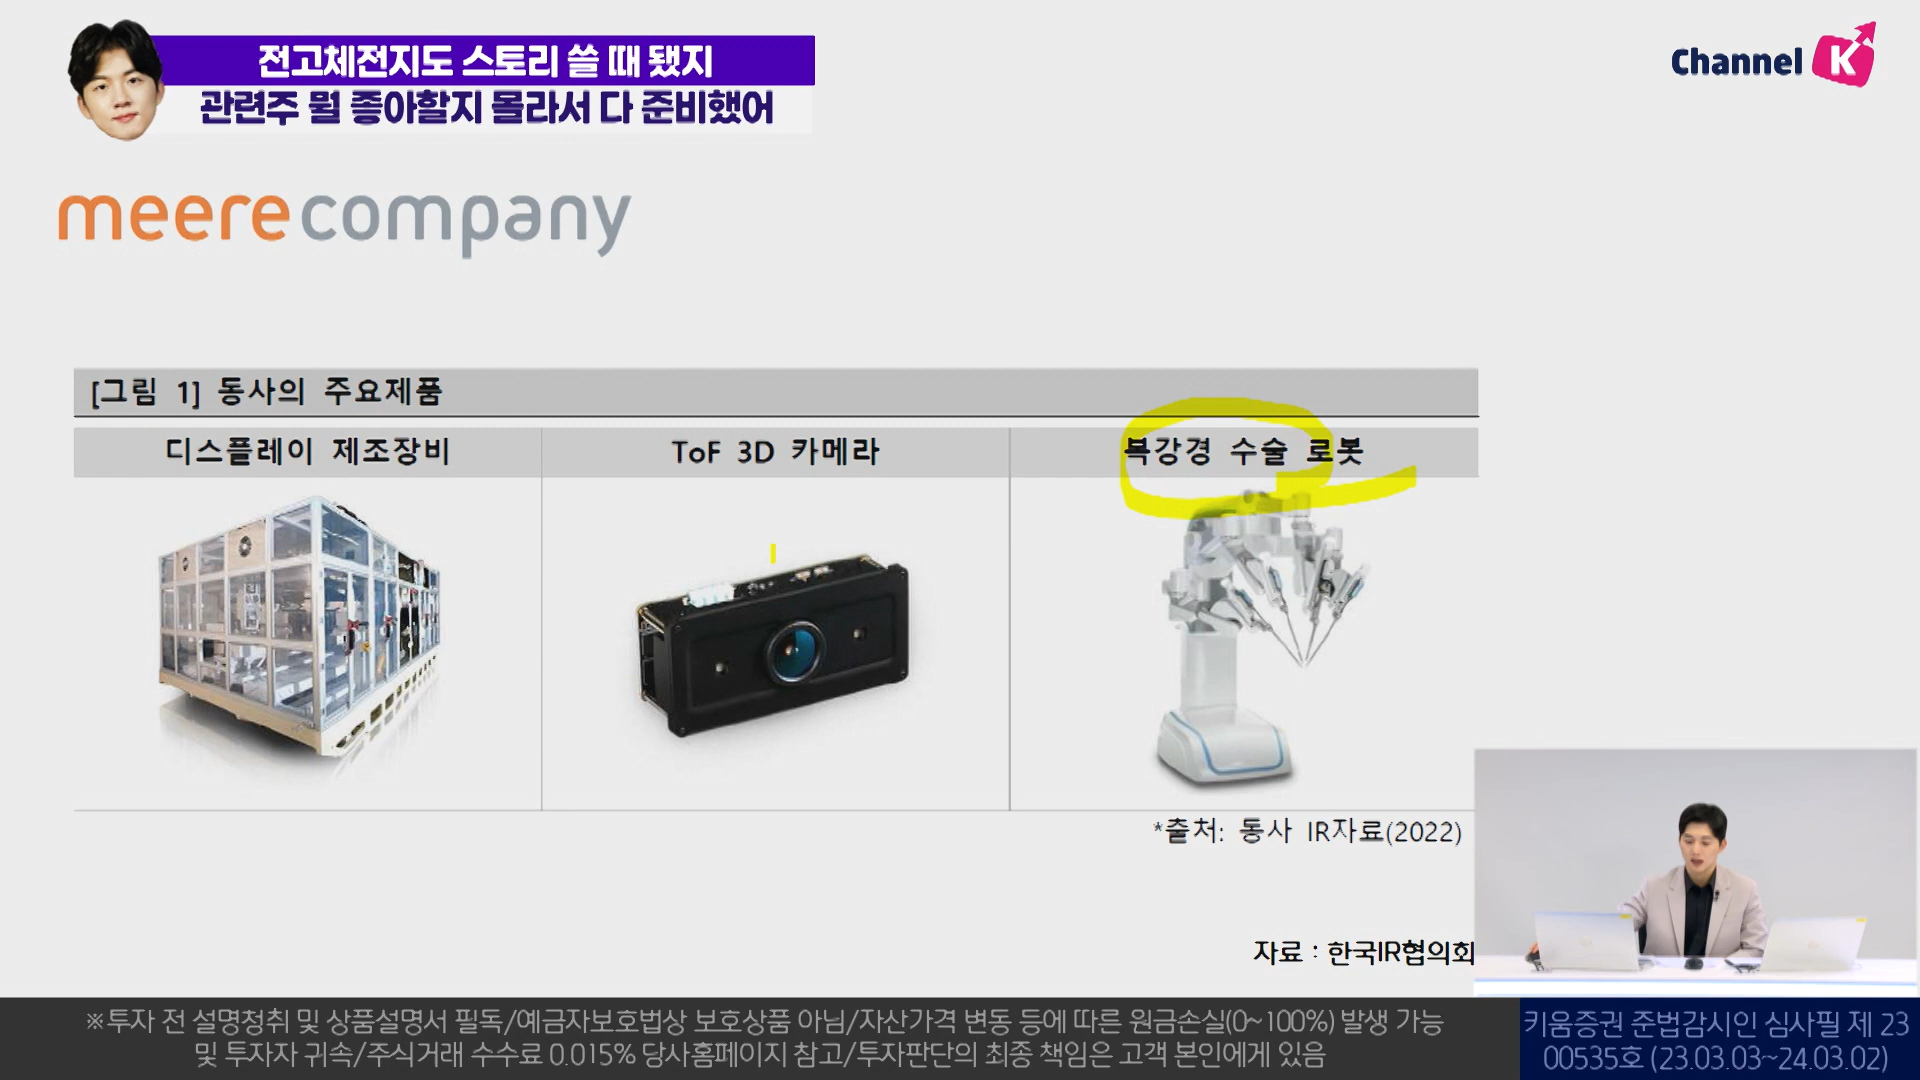 전고체전지도 스토리 쓸 때 됐지
관련주 뭘 좋아할지 몰라서 다 준비했어
Channel K
meerecompany
[그림 1] 동사의 주요제품
디스플레이 제조장비
ToF 3D 카메라
복강경 수술 로봇
*출처: 동사 IR자료(2022)
자료 : 한국IR협의회
※투자 전 설명청취 및 상품설명서 필독/예금자보호법상 보호상품 아님/자산가격 변동 등에 따른 원금손실(0~100%) 발생 가능
및 투자자 귀속/주식거래 수수료 0.015% 당사홈페이지 참고/투자판단의 최종 책임은 고객 본인에게 있음
키움증권 준법감시인 심사필 제 23
00535호 (23.03.03~24.03.02)